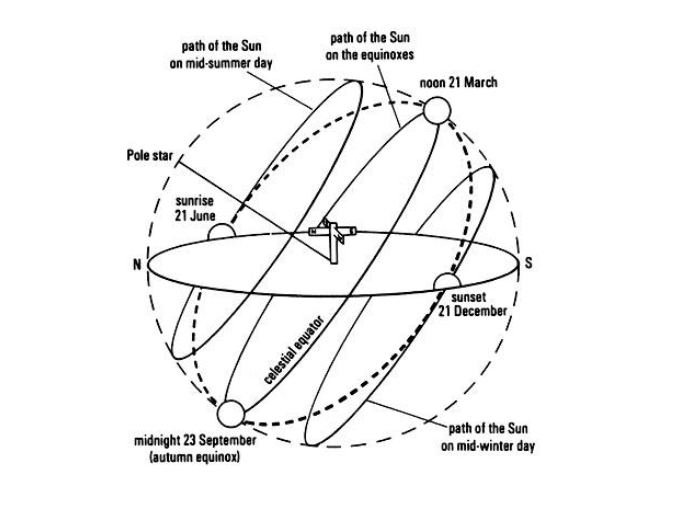 path of the Sun
on mid-summer day
path of the Sun
on the equinoxes
noon 21 March
Pole star
sunrise
21 June
N
S
sunset
21 December
celestial equator
midnight 23 September
(autumn equinox)
path of the Sun
on mid-winter day